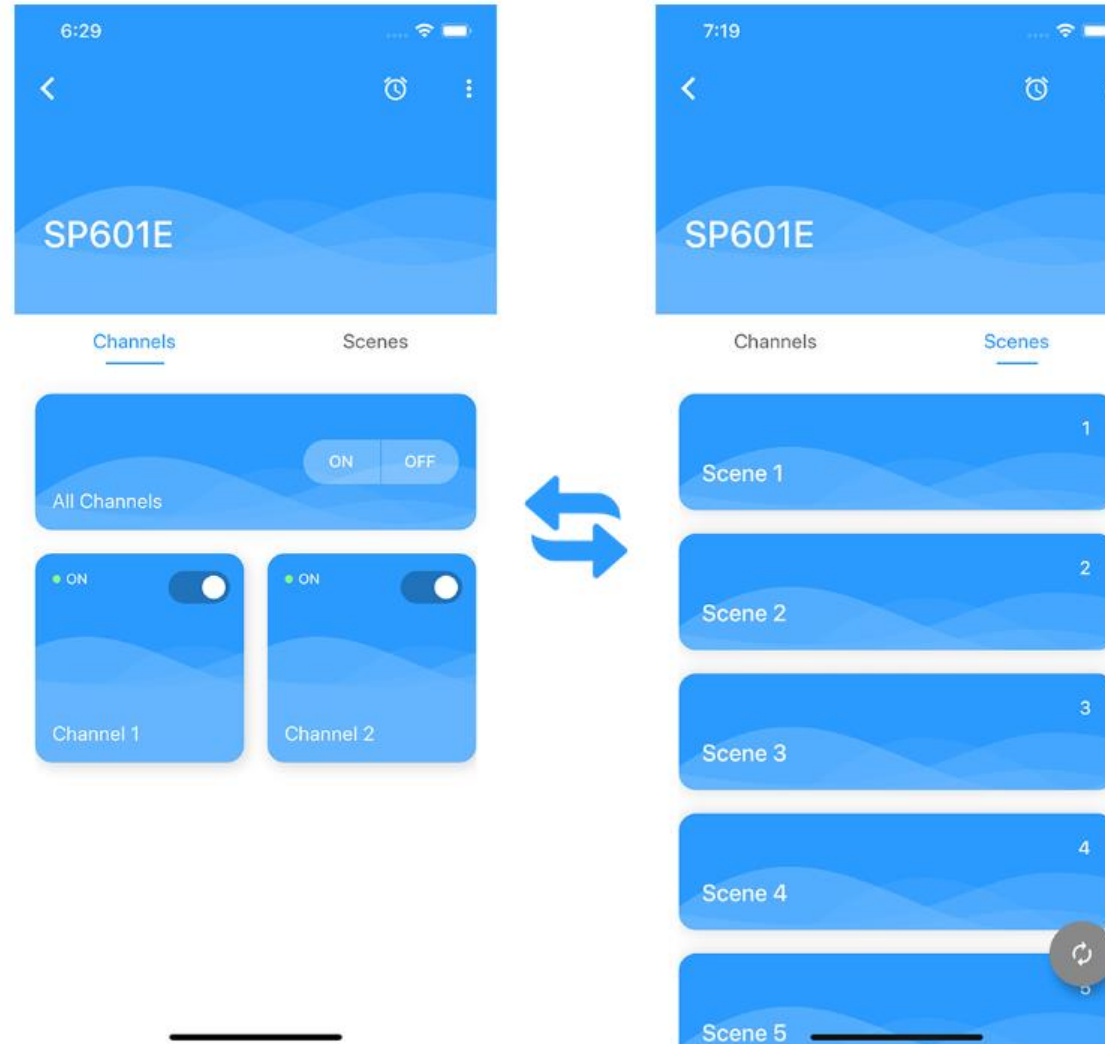 6:29
SP601E
Channels Scenes
ON OFF
All Channels
ON ON
Channel 1 Channel 2
7:19
SP601E
Channels Scenes
1
Scene 1
2
Scene 2
3
Scene 3
4
Scene 4
5
Scene 5